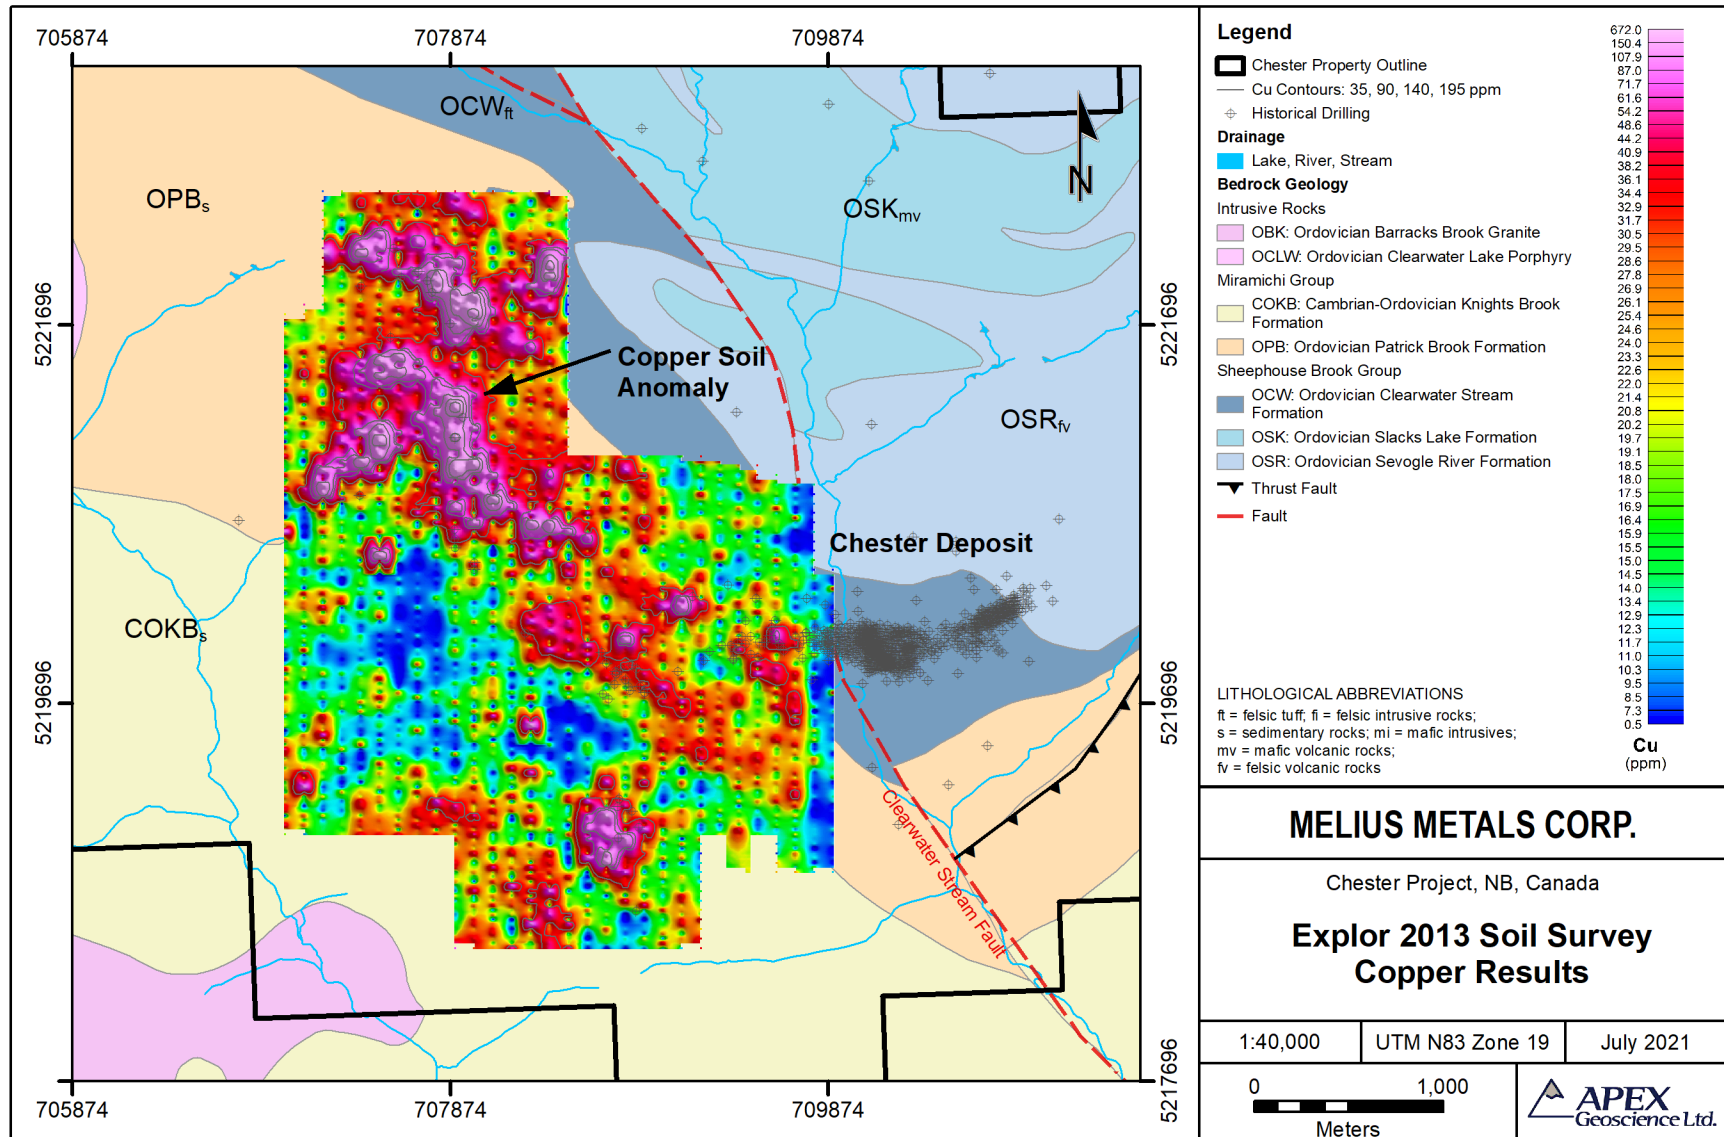 705874
707874
709874
5221696
5219696
5221696
5219696
5217696
705874
707874
709874
OCWft
OPBs
OSKmv
N
Copper Soil
Anomaly
OSRfv
Chester Deposit
COKBs
Clearwater Stream Fault
Legend
Chester Property Outline
Cu Contours: 35, 90, 140, 195 ppm
Historical Drilling
Drainage
Lake, River, Stream
Bedrock Geology
Intrusive Rocks
OBK: Ordovician Barracks Brook Granite
OCLW: Ordovician Clearwater Lake Porphyry
Miramichi Group
COKB: Cambrian-Ordovician Knights Brook
Formation
OPB: Ordovician Patrick Brook Formation
Sheephouse Brook Group
OCW: Ordovician Clearwater Stream
Formation
OSK: Ordovician Slacks Lake Formation
OSR: Ordovician Sevogle River Formation
Thrust Fault
Fault
LITHOLOGICAL ABBREVIATIONS
ft = felsic tuff; fi = felsic intrusive rocks;
s = sedimentary rocks; mi = mafic intrusives;
mv = mafic volcanic rocks;
fv = felsic volcanic rocks
672.0
150.4
107.9
87.0
71.7
61.6
54.2
48.6
44.2
40.9
38.2
36.1
34.4
32.9
31.7
30.5
29.5
28.6
27.8
26.9
26.1
25.4
24.6
24.0
23.3
22.6
22.0
21.4
20.8
20.2
19.7
19.1
18.5
18.0
17.5
16.9
16.4
15.9
15.5
15.0
14.5
14.0
13.4
12.9
12.3
11.7
11.0
10.3
9.5
8.5
7.3
0.5
Cu
(ppm)
MELIUS METALS CORP.
Chester Project, NB, Canada
Explor 2013 Soil Survey
Copper Results
1:40,000
UTM N83 Zone 19
July 2021
0 1,000
Meters
APEX
Geoscience Ltd.